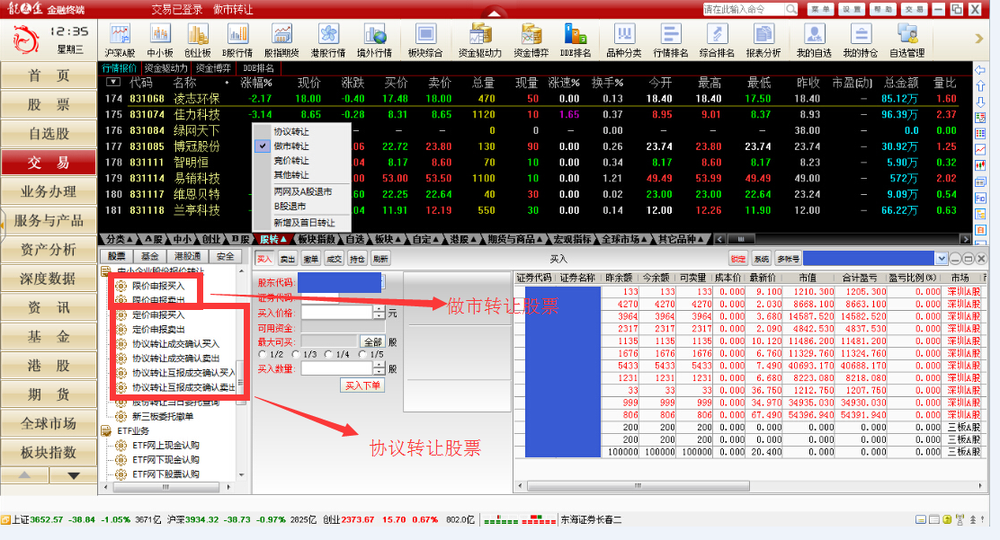 龙点金 金融终端 交易已登录 做市转让 请在此输入命令 菜单 设置 帮助 交易
12:35
星期三
沪深A股 中小板 创业板 B股行情 股指期货 港股行情 境外行情 板块综合 资金驱动力 资金博弈 DDE排名 品种分类 行情排名 综合排名 报表分析 我的自选 我的持仓 自选管理
首 页
股 票
自选股
交 易
业务办理
服务与产品
资产分析
深度数据
资 讯
基 金
港 股
期 货
全球市场
板块指数
行情报价 资金驱动力 资金博弈 DDE排名
代码 名称 涨幅% 现价 涨跌 买价 卖价 总量 现量 涨速% 换手% 今开 最高 最低 昨收 市盈(动) 总金额 量比
174 831068 凌志环保 -2.17 18.00 -0.40 17.48 18.00 470 50 0.00 0.13 18.40 18.40 17.50 18.40 — 85.12万 1.60
175 831074 佳力科技 -3.14 8.65 -0.28 8.31 8.65 1120 10 1.65 0.37 8.95 9.01 8.37 8.93 — 96.39万 2.37
176 831084 绿网天下 — — — 0 0 — 0.00 — — — 38.00 — 0.0 0.00
177 831085 博冠股份 06 22.72 23.80 130 90 0.00 0.26 23.74 23.80 23.74 23.74 — 30.92万 1.25
178 831111 智明恒 04 8.17 8.60 70 10 0.00 0.34 8.17 8.60 8.17 8.23 — 5.90万 0.32
179 831114 易销科技 00 53.00 53.50 1100 10 0.00 1.21 49.49 53.99 49.49 49.00 — 572万 2.02
180 831117 维恩贝特 60 22.25 22.64 40 30 0.00 0.02 23.00 23.00 22.64 23.24 — 9.09万 0.54
181 831118 兰亭科技 04 11.91 12.19 550 30 0.00 0.14 12.00 12.26 11.90 12.00 — 66.22万 0.63
协议转让
做市转让
竞价转让
其他转让
两网及A股退市
B股退市
新增及首日转让
分类 A股 中小 创业 B股 股转 板块指数 自选 板块 自定 港股 期货与商品 宏观指标 全球市场 其它品种
股票 基金 港股通 安全
中小企业股份报价转让
限价申报买入
限价申报卖出
定价申报买入
定价申报卖出
协议转让成交确认买入
协议转让成交确认卖出
协议转让互报成交确认买入
协议转让互报成交确认卖出
股份转让当日委托查询
新三板委托撤单
ETF业务
ETF网上现金认购
ETF网下现金认购
ETF网下股票认购
买入 卖出 撤单 成交 持仓 刷新 买入 锁定 系统 多帐号
股东代码:
证券代码:
买入价格: 元
可用资金:
最大可买: 全部 股
1/2 1/3 1/4 1/5
买入数量: 股
买入下单
做市转让股票
协议转让股票
证券代码 证券名称 昨余额 今余额 可卖量 成本价 最新价 市值 合计盈亏 盈亏比例(%) 市场
133 133 133 0.000 9.100 1210.300 1205.300 0.000 深圳A股
4270 4270 4270 0.000 2.030 8668.100 8663.100 0.000 深圳A股
3964 3964 3964 0.000 3.680 14587.520 14582.520 0.000 深圳A股
2317 2317 2317 0.000 2.090 4842.530 4837.530 0.000 深圳A股
1135 1135 1135 0.000 10.120 11486.200 11481.200 0.000 深圳A股
1676 1676 1676 0.000 6.760 11329.760 11324.760 0.000 深圳A股
5433 5433 5433 0.000 7.490 40693.170 40688.170 0.000 深圳A股
1231 1231 1231 0.000 6.680 8223.080 8218.080 0.000 深圳A股
33 33 33 0.000 36.750 1212.750 1207.750 0.000 深圳A股
999 999 999 0.000 34.970 34935.030 34930.030 0.000 深圳A股
806 806 806 0.000 67.490 54396.940 54391.940 0.000 深圳A股
200 200 200 0.000 0.000 0.000 0.000 0.000 三板A股
200 200 200 0.000 0.000 0.000 0.000 0.000 三板A股
100000 100000 100000 0.000 20.400 0.000 0.000 0.000 三板A股
上证3652.57 -38.84 -1.05% 3671亿 沪深3934.32 -38.73 -0.97% 2825亿 创业2373.67 15.70 0.67% 802.0亿 东海证券长春二